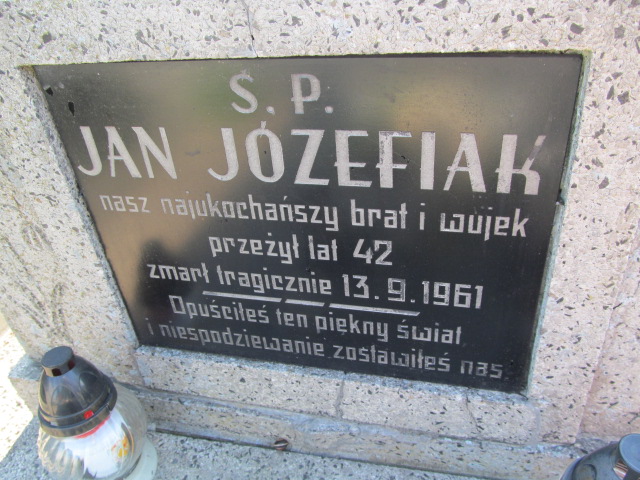 Ś. P.
JAN JÓZEFIAK
nasz najukochańszy brat i wujek
przeżył lat 42
zmarł tragicznie 13.9.1961
Opuściłeś ten piękny świat
i niespodziewanie zostawiłeś nas.